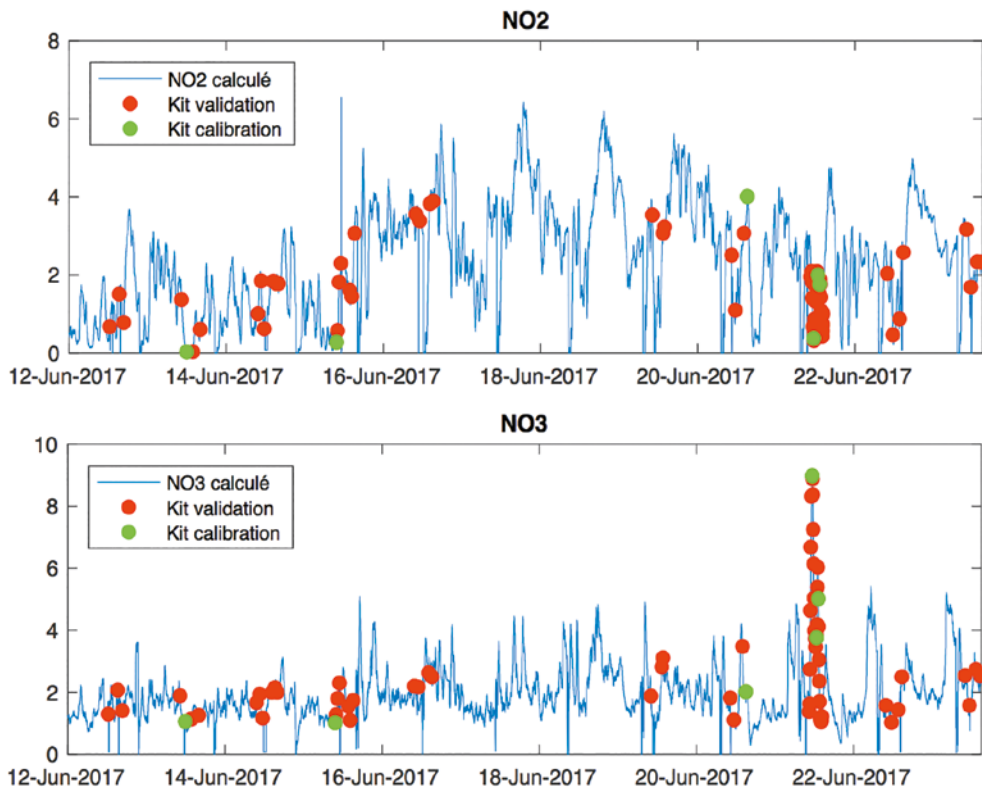 NO2
8
6
4
2
0
NO2 calculé
Kit validation
Kit calibration
12-Jun-2017 14-Jun-2017 16-Jun-2017 18-Jun-2017 20-Jun-2017 22-Jun-2017
NO3
10
8
6
4
2
0
NO3 calculé
Kit validation
Kit calibration
12-Jun-2017 14-Jun-2017 16-Jun-2017 18-Jun-2017 20-Jun-2017 22-Jun-2017